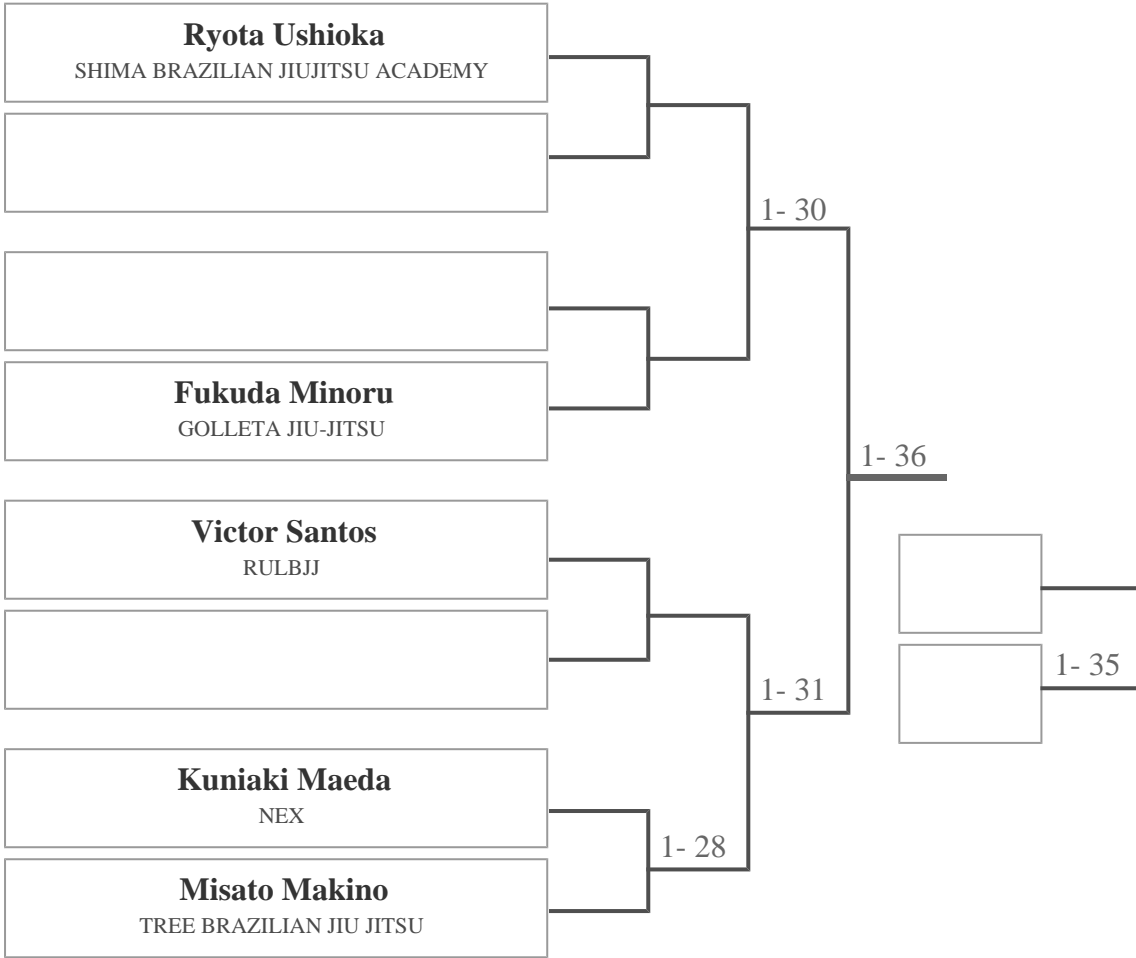 Ryota Ushioka
SHIMA BRAZILIAN JIUJITSU ACADEMY
1- 30
Fukuda Minoru
GOLLETA JIU-JITSU
1- 36
Victor Santos
RULBJJ
1- 35
1- 31
Kuniaki Maeda
NEX
1- 28
Misato Makino
TREE BRAZILIAN JIU JITSU